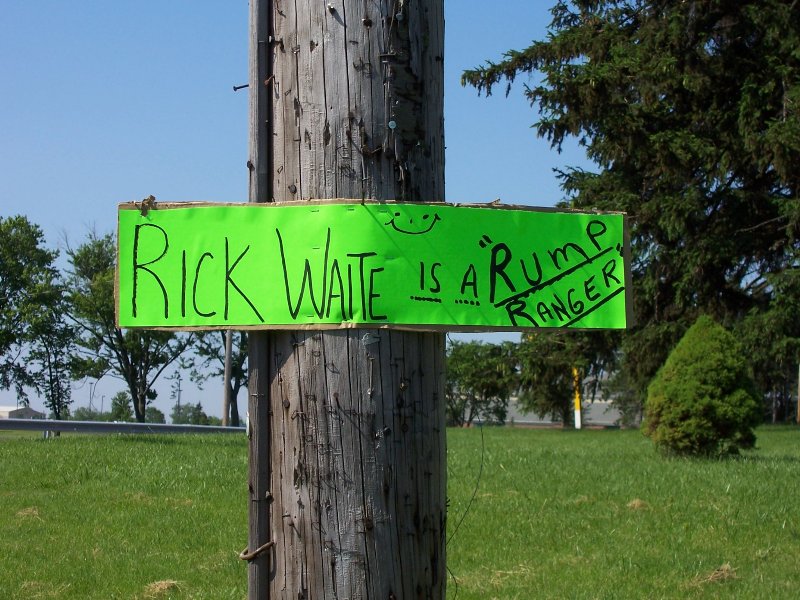 RICK WAITE IS A "RUMP
RANGER"